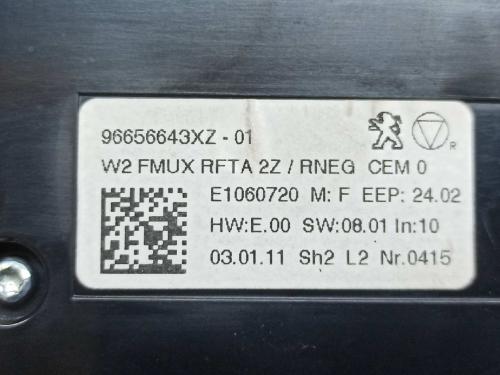 96656643XZ - 01
W2 FMUX RFTA 2Z / RNEG CEM 0
E1060720 M: F EEP: 24.02
HW:E.00 SW:08.01 In:10
03.01.11 Sh2 L2 Nr.0415
R